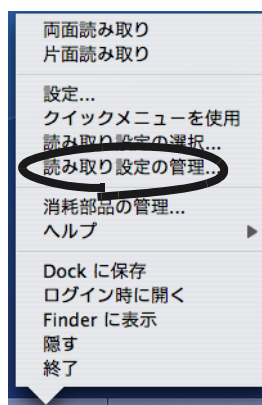 両面読み取り
片面読み取り
設定...
クイックメニューを使用
読み取り設定の選択...
読み取り設定の管理...
消耗部品の管理...
ヘルプ
Dock に保存
ログイン時に開く
Finder に表示
隠す
終了